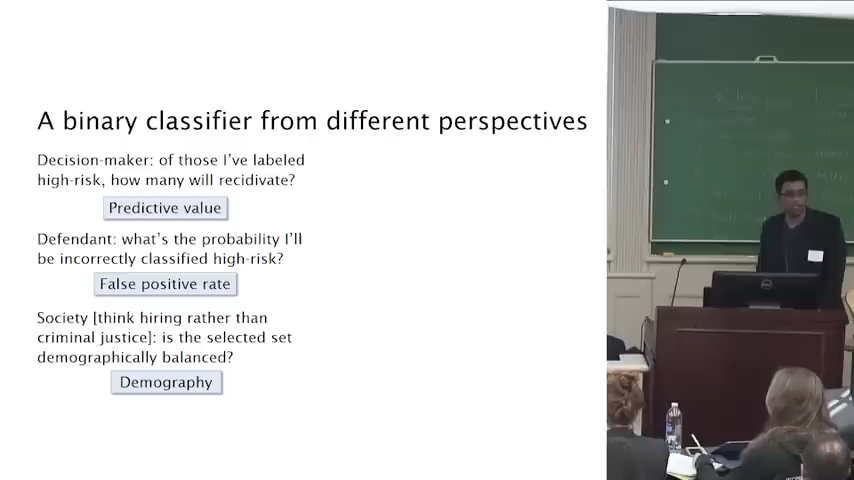 A binary classifier from different perspectives
Decision-maker: of those I've labeled
high-risk, how many will recidivate?
Predictive value
Defendant: what's the probability I'll
be incorrectly classified high-risk?
False positive rate
Society [think hiring rather than
criminal justice]: is the selected set
demographically balanced?
Demography